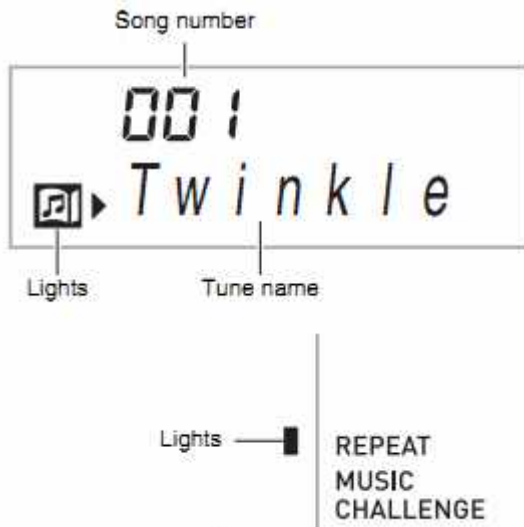 Song number
001
Twinkle
Lights
Tune name
Lights
REPEAT
MUSIC
CHALLENGE